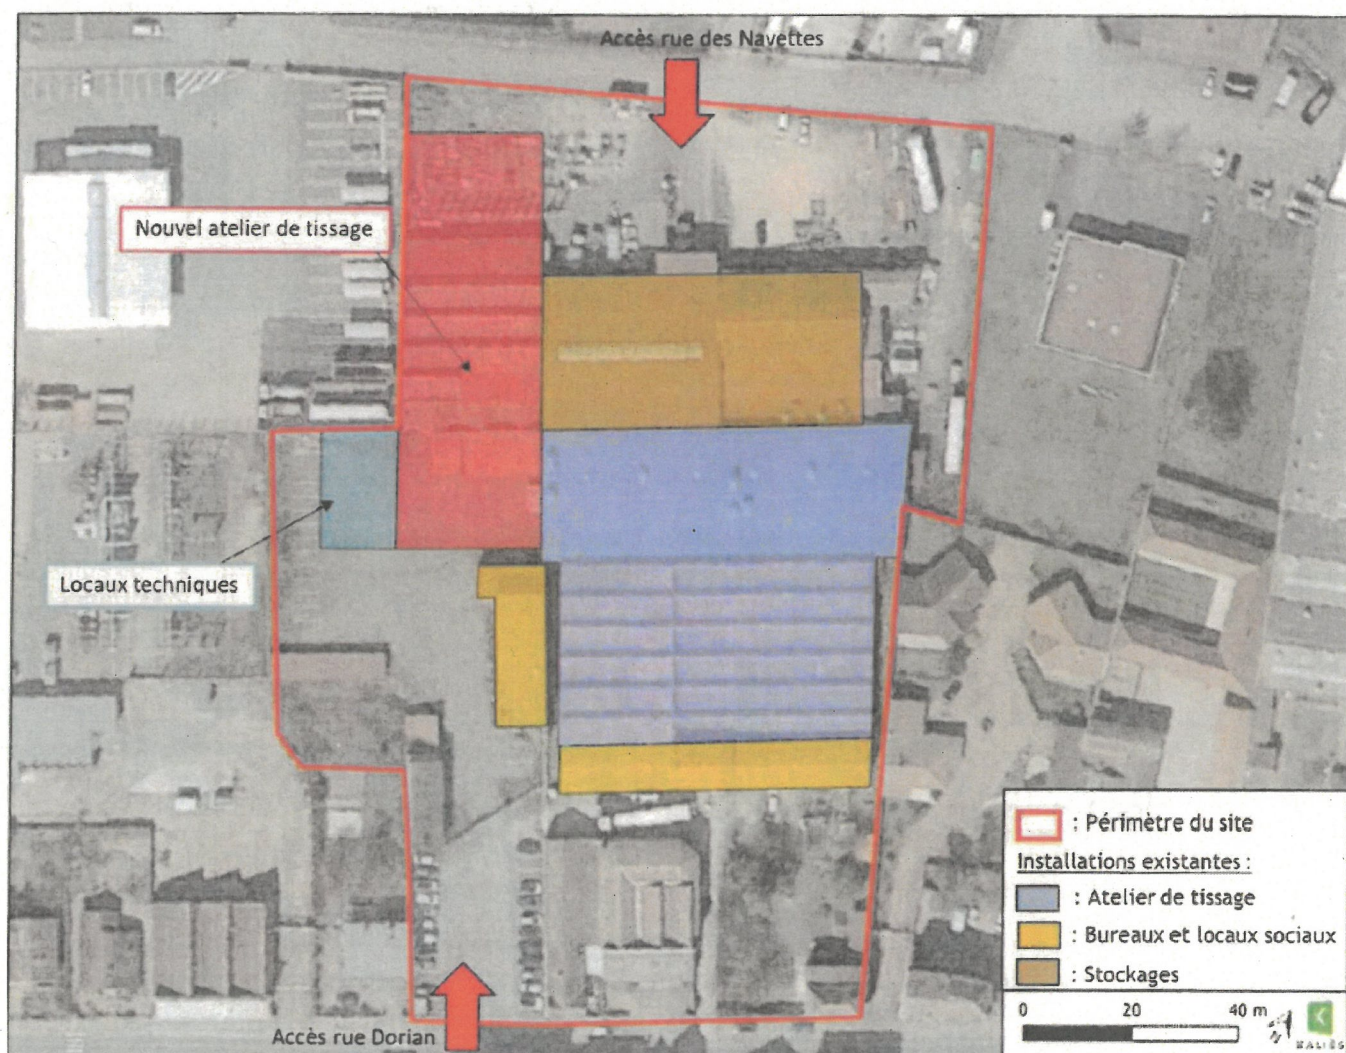 Accès rue des Navettes
Nouvel atelier de tissage
Locaux techniques
: Périmètre du site
Installations existantes :
: Atelier de tissage
: Bureaux et locaux sociaux
: Stockages
0 20 40 m
KALIÈS
Accès rue Dorian